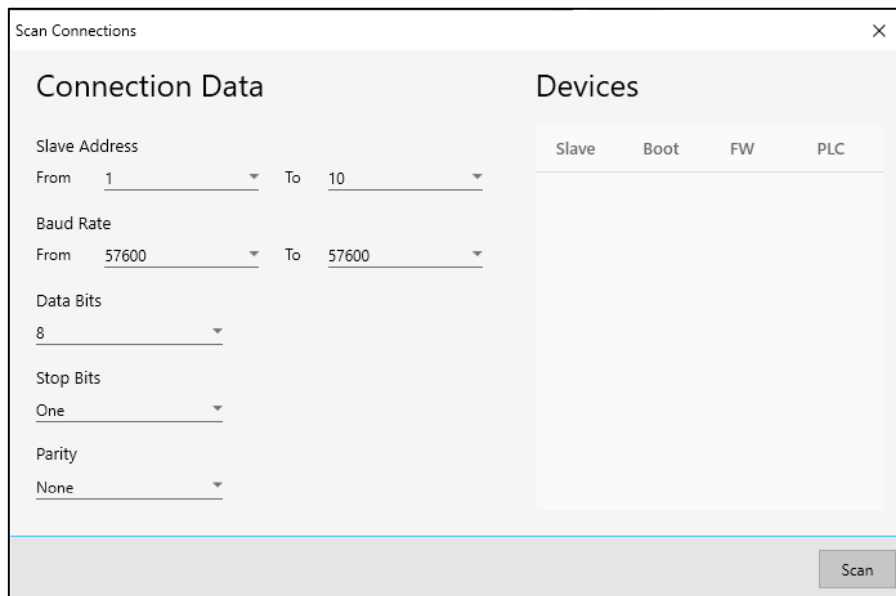 Scan Connections
Connection Data
Slave Address
From 1 To 10
Baud Rate
From 57600 To 57600
Data Bits
8
Stop Bits
One
Parity
None
Devices
Slave Boot FW PLC
Scan